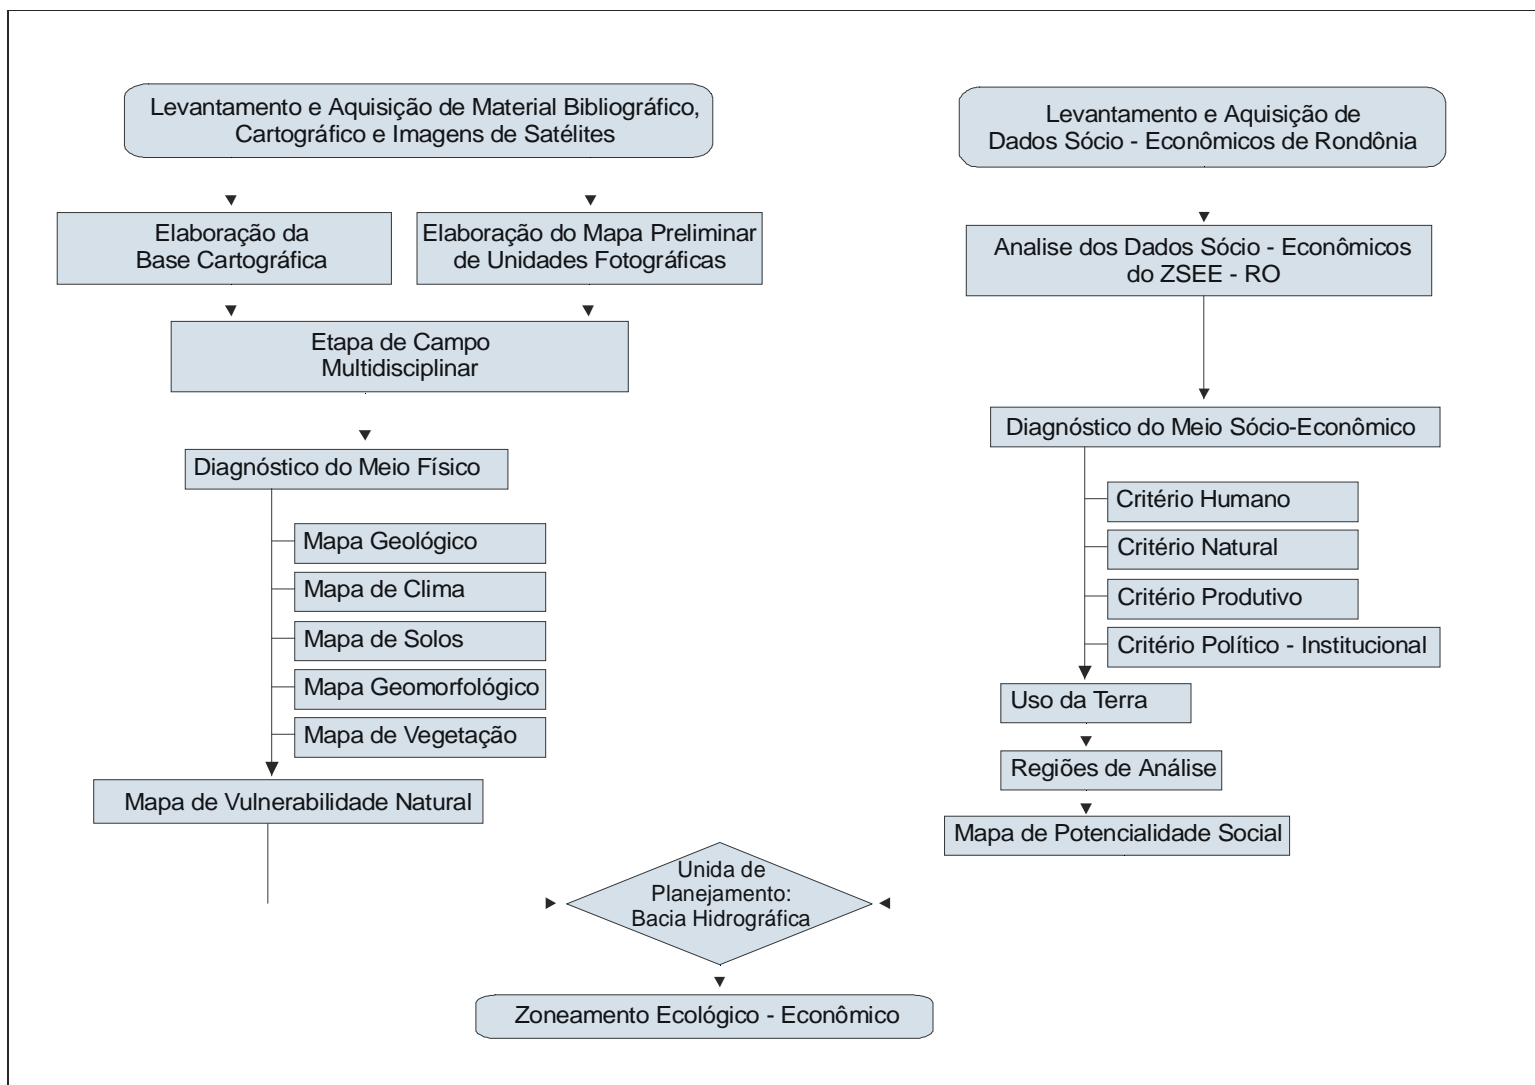 Levantamento e Aquisição de Material Bibliográfico,
Cartográfico e Imagens de Satélites
Elaboração da
Base Cartográfica
Elaboração do Mapa Preliminar
de Unidades Fotográficas
Etapa de Campo
Multidisciplinar
Diagnóstico do Meio Físico
Mapa Geológico
Mapa de Clima
Mapa de Solos
Mapa Geomorfológico
Mapa de Vegetação
Mapa de Vulnerabilidade Natural
Levantamento e Aquisição de
Dados Sócio - Econômicos de Rondônia
Analise dos Dados Sócio - Econômicos
do ZSEE - RO
Diagnóstico do Meio Sócio-Econômico
Critério Humano
Critério Natural
Critério Produtivo
Critério Político - Institucional
Uso da Terra
Regiões de Análise
Mapa de Potencialidade Social
Unida de
Planejamento:
Bacia Hidrográfica
Zoneamento Ecológico - Econômico